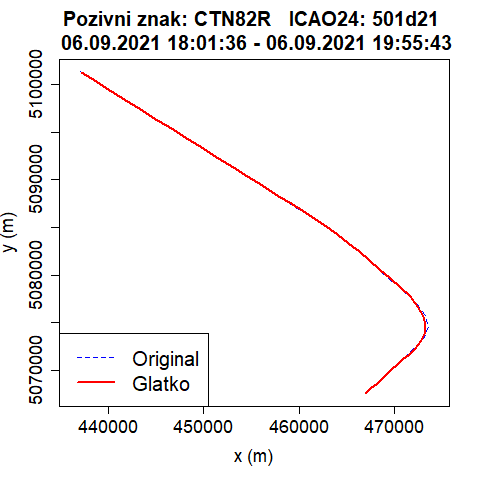 Pozivni znak: CTN82R ICAO24: 501d21
06.09.2021 18:01:36 - 06.09.2021 19:55:43
5100000
5090000
5080000
5070000
y (m)
Original
Glatko
440000 450000 460000 470000
x (m)